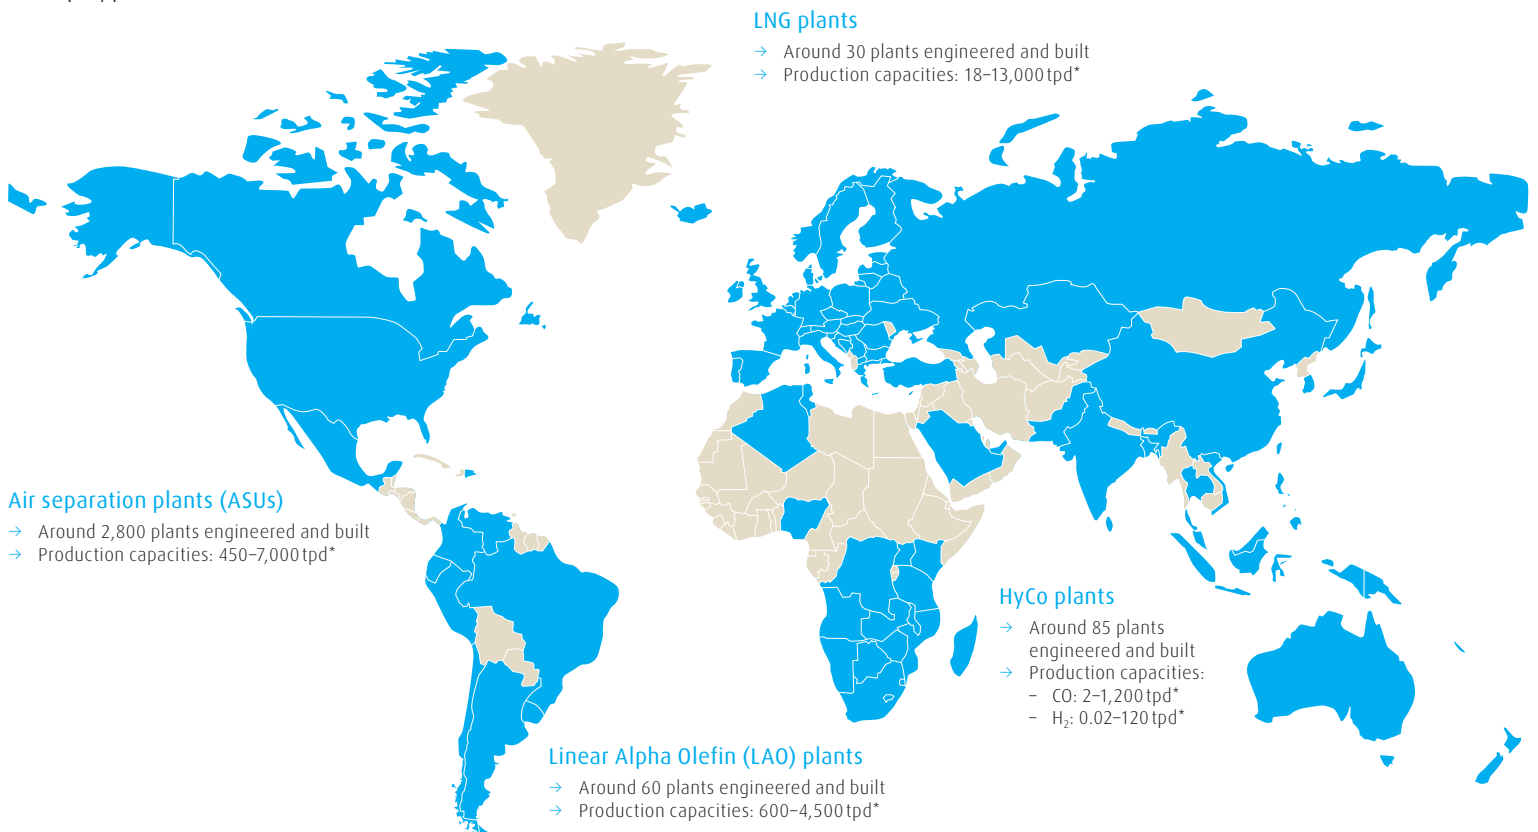 LNG plants
→ Around 30 plants engineered and built
→ Production capacities: 18–13,000 tpd*
Air separation plants (ASUs)
→ Around 2,800 plants engineered and built
→ Production capacities: 450–7,000 tpd*
HyCo plants
→ Around 85 plants
engineered and built
→ Production capacities:
– CO: 2–1,200 tpd*
– H₂: 0.02–120 tpd*
Linear Alpha Olefin (LAO) plants
→ Around 60 plants engineered and built
→ Production capacities: 600–4,500 tpd*